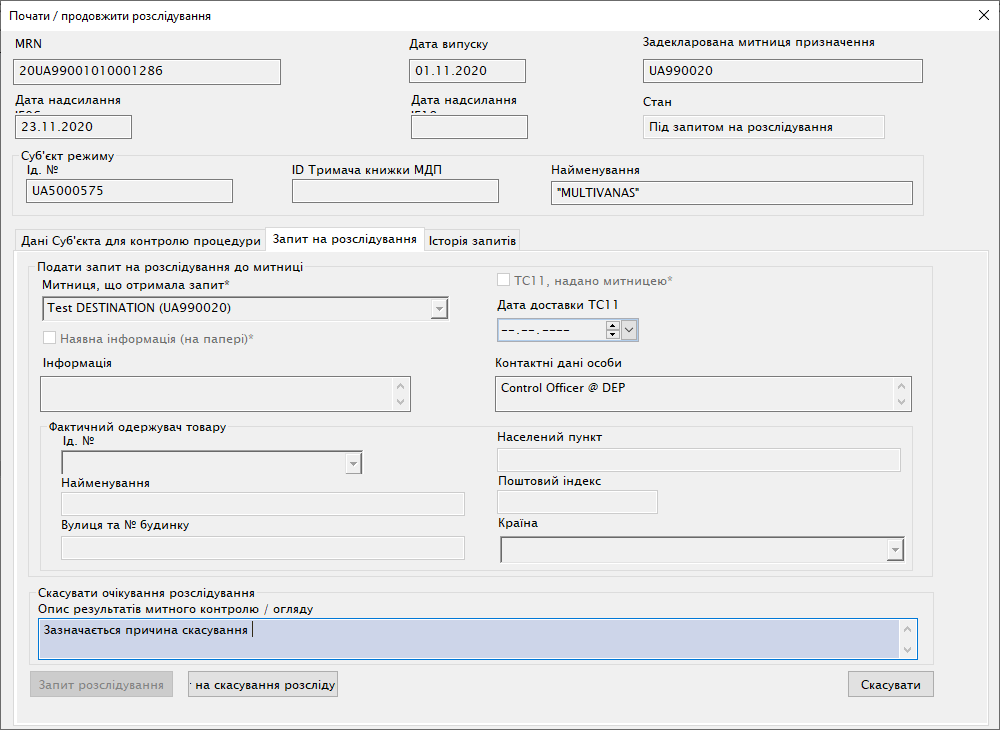 Почати / продовжити розслідування
MRN
Дата випуску
Задекларована митниця призначення
20UA99001010001286
01.11.2020
UA990020
Дата надсилання
Дата надсилання
Стан
23.11.2020
Під запитом на розслідування
Суб'єкт режиму
Ід. №
ID Тримача книжки МДП
Найменування
UA5000575
"MULTIVANAS"
Дані Суб'єкта для контролю процедури
Запит на розслідування
Історія запитів
Подати запит на розслідування до митниці
Митниця, що отримала запит*
ТС11, надано митницею*
Test DESTINATION (UA990020)
Дата доставки ТС11
--.--.----
Наявна інформація (на папері)*
Інформація
Контактні дані особи
Control Officer @ DEP
Фактичний одержувач товару
Ід. №
Населений пункт
Найменування
Поштовий індекс
Вулиця та № будинку
Країна
Скасувати очікування розслідування
Опис результатів митного контролю / огляду
Зазначається причина скасування
Запит розслідування
на скасування розсліду
Скасувати